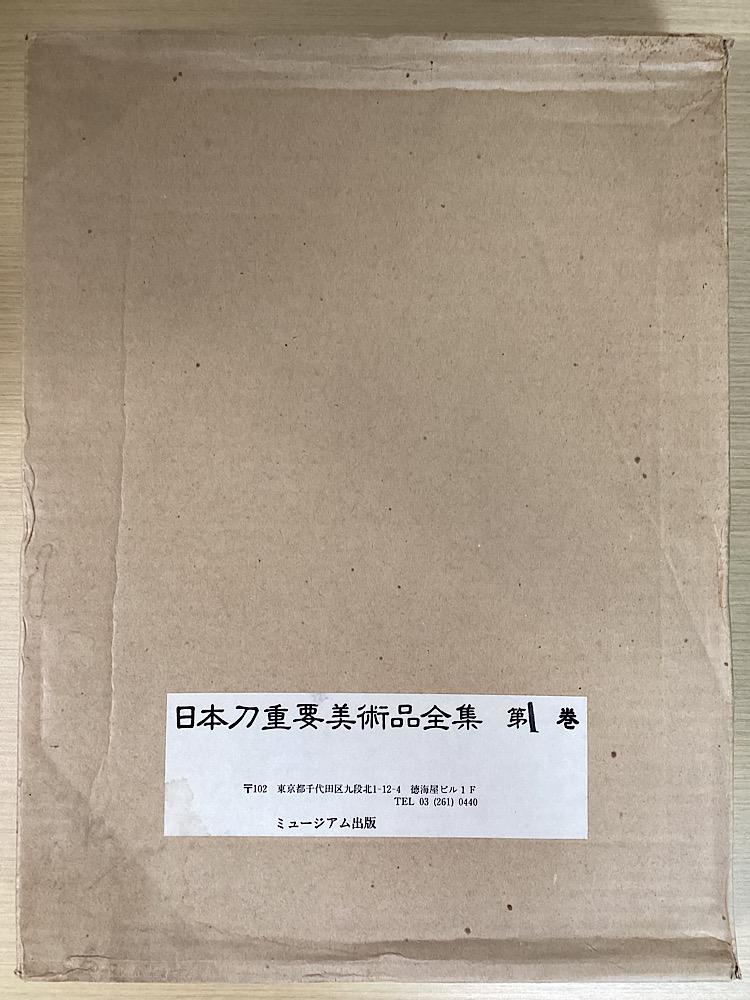 日本刀重要美術品全集 第1巻
〒102 東京都千代田区九段北1-12-4 徳海屋ビル1F
TEL 03 (261) 0440
ミュージアム出版